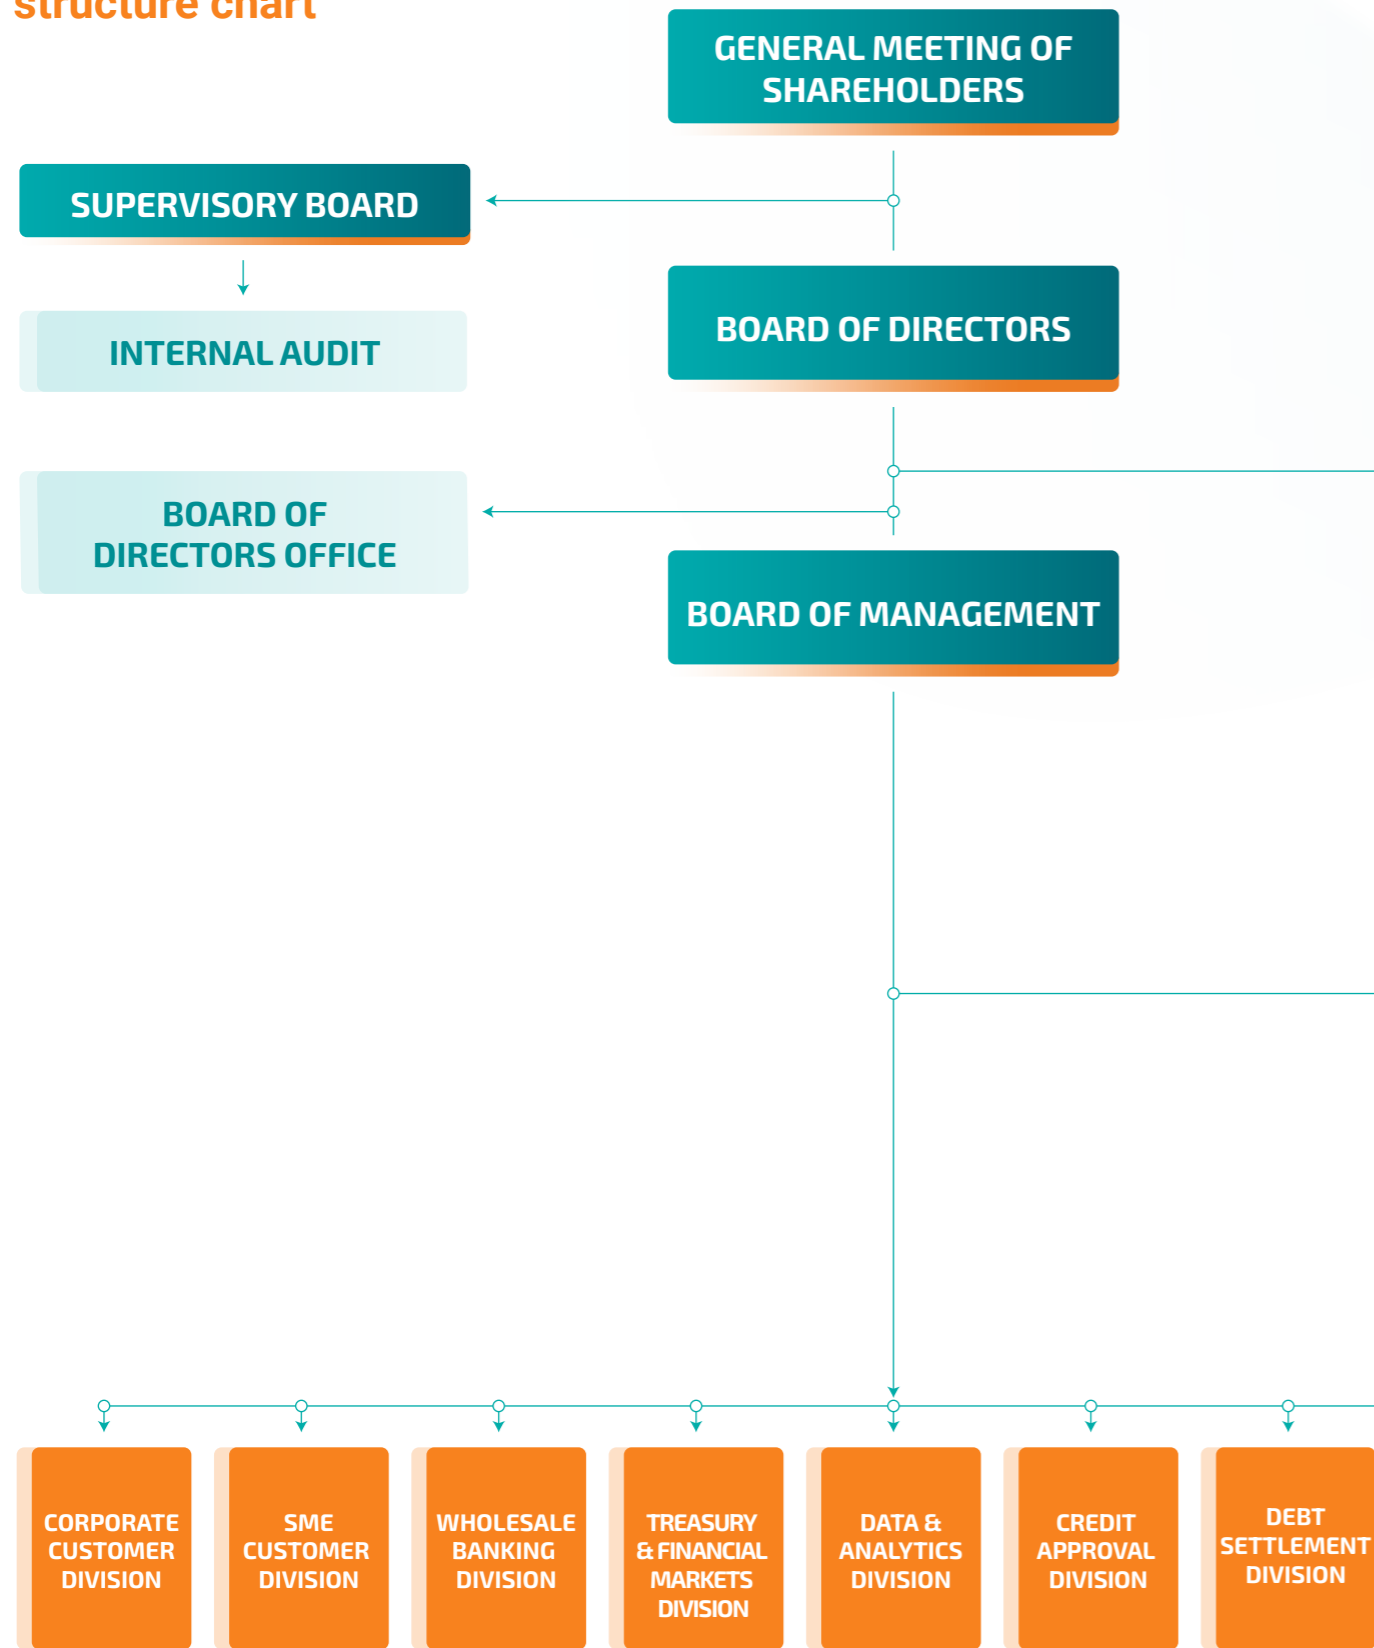 structure chart
GENERAL MEETING OF
SHAREHOLDERS
SUPERVISORY BOARD
INTERNAL AUDIT
BOARD OF DIRECTORS
BOARD OF
DIRECTORS OFFICE
BOARD OF MANAGEMENT
CORPORATE
CUSTOMER
DIVISION
SME
CUSTOMER
DIVISION
WHOLESALE
BANKING
DIVISION
TREASURY
& FINANCIAL
MARKETS
DIVISION
DATA &
ANALYTICS
DIVISION
CREDIT
APPROVAL
DIVISION
DEBT
SETTLEMENT
DIVISION